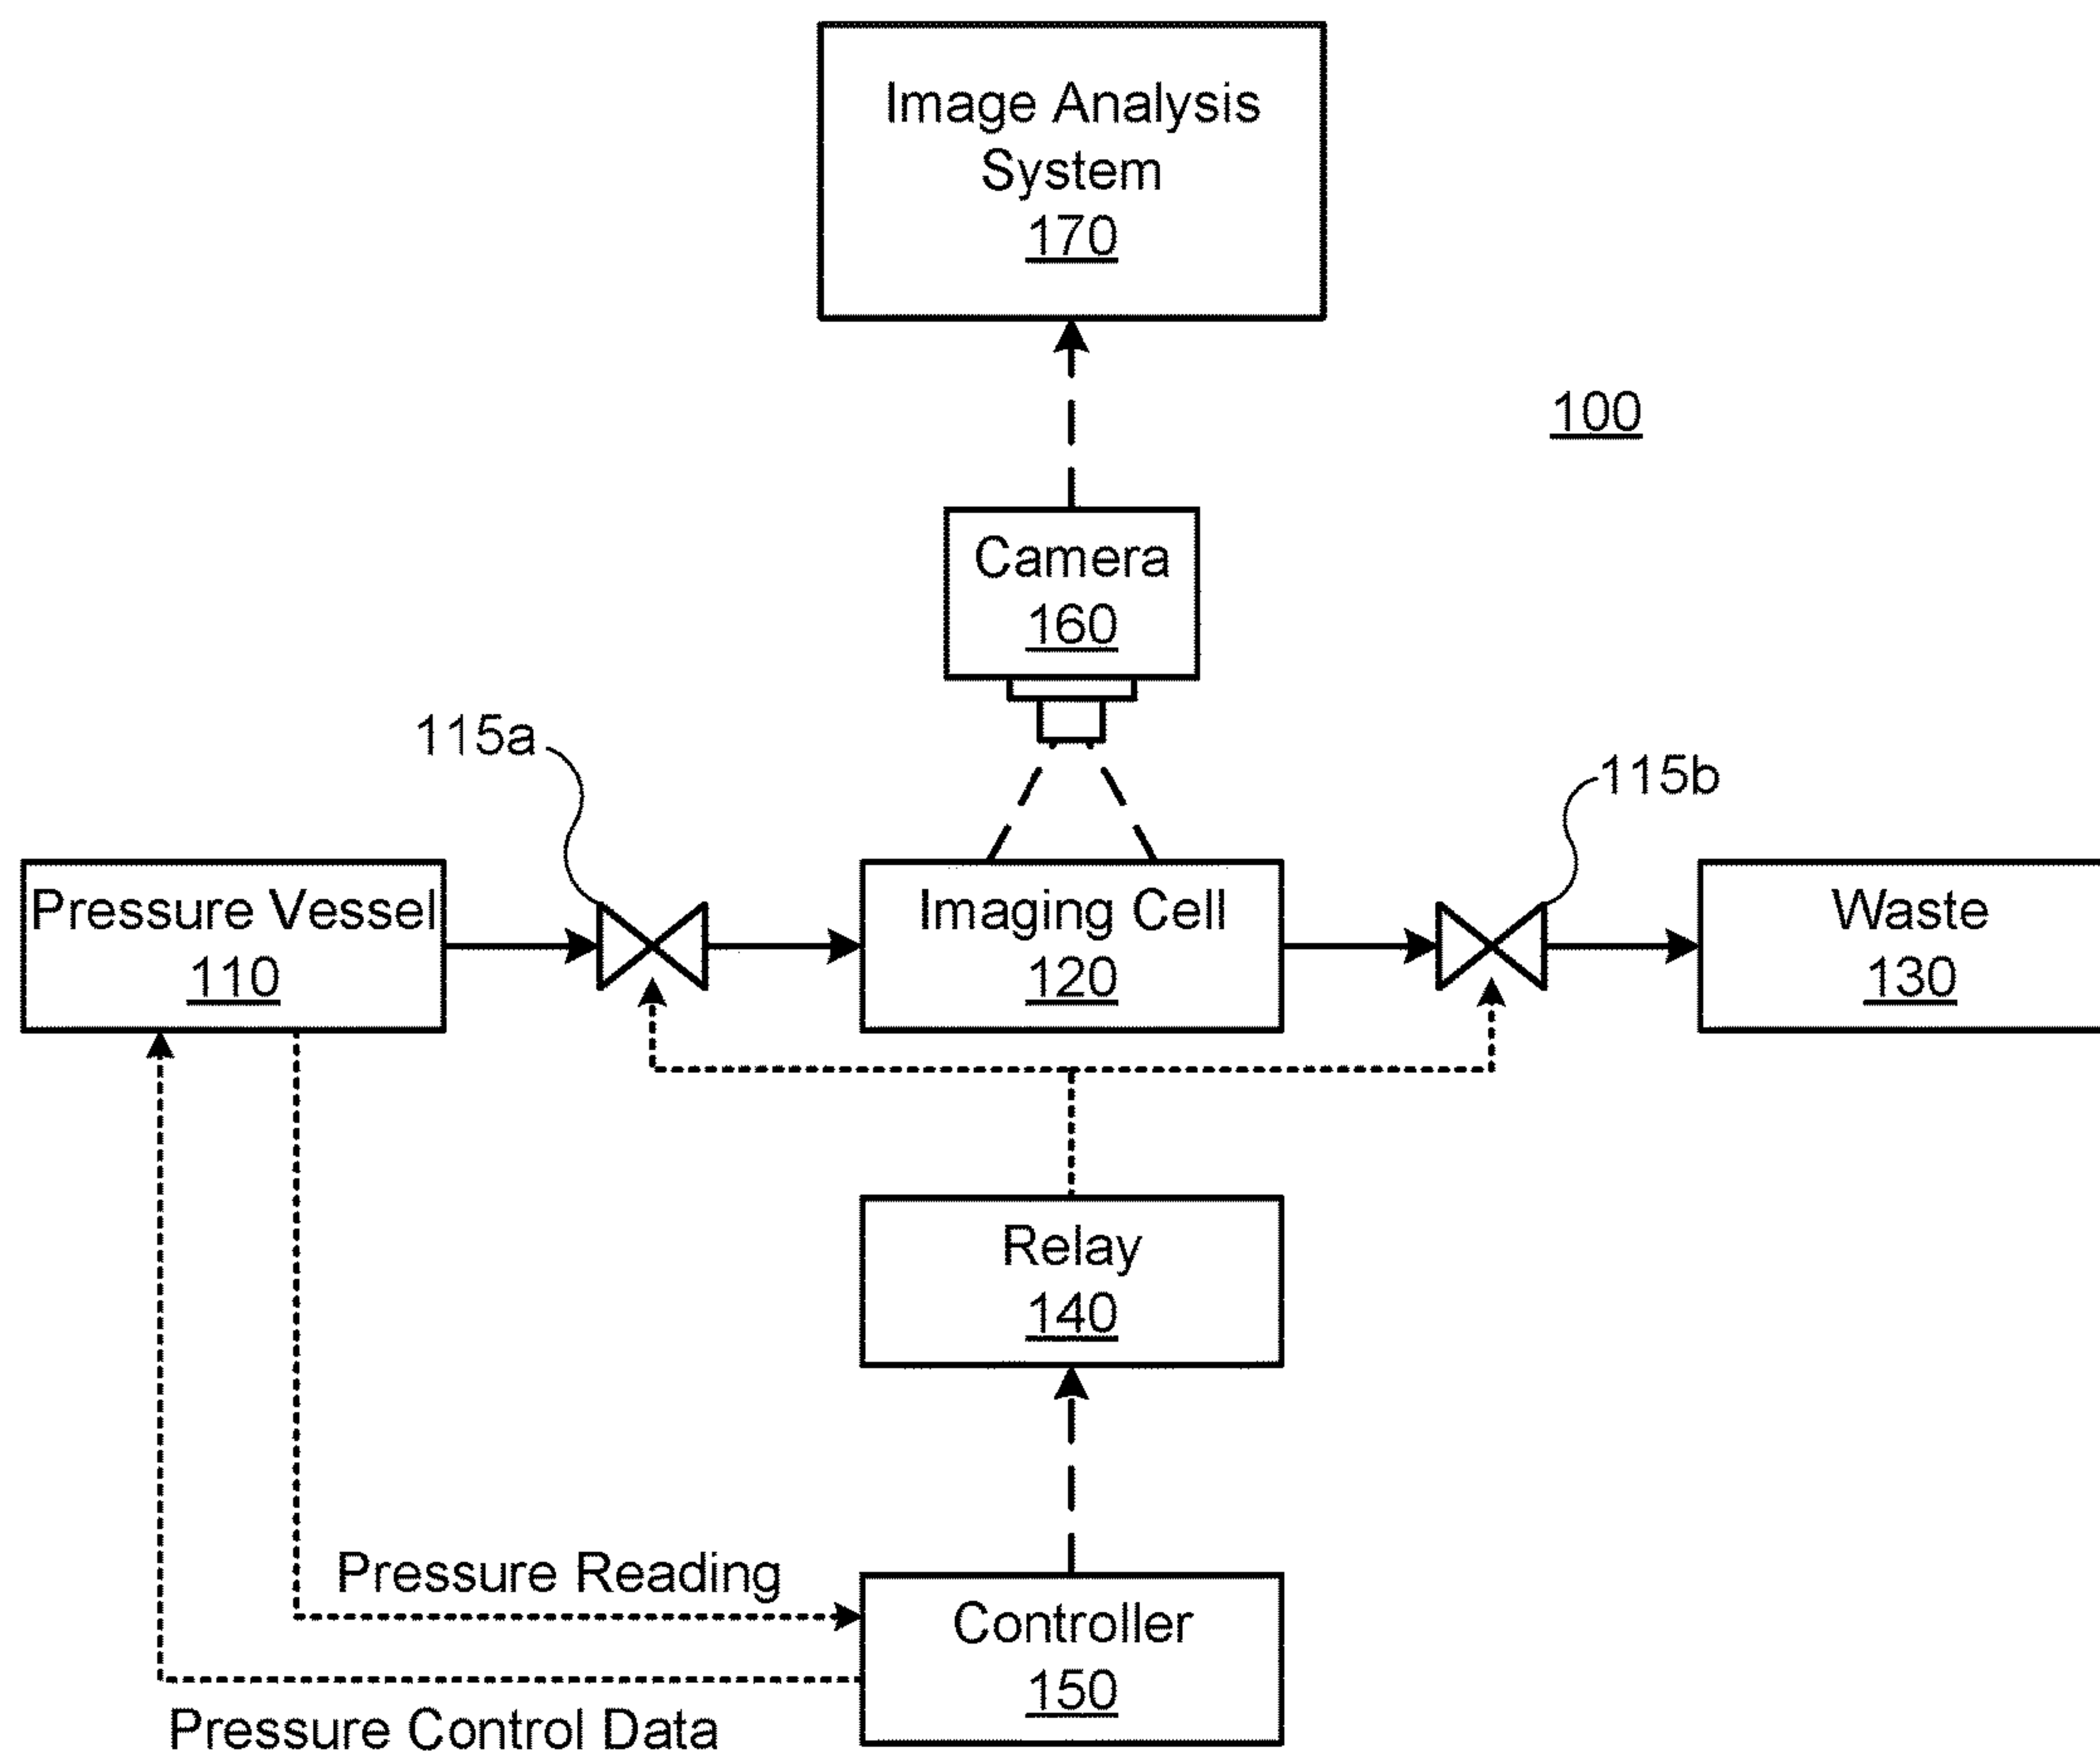 Image Analysis
System
170
100
Camera
160
115a
115b
Pressure Vessel
110
Imaging Cell
120
Waste
130
Relay
140
Pressure Reading
Controller
150
Pressure Control Data